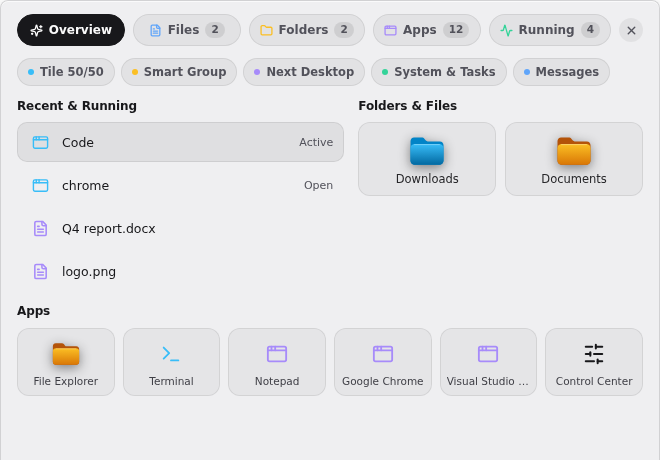 Overview Files 2 Folders 2 Apps 12 Running 4
Tile 50/50 Smart Group Next Desktop System & Tasks Messages
Recent & Running Folders & Files
Code Active
chrome Open
Q4 report.docx
logo.png
Downloads Documents
Apps
File Explorer Terminal Notepad Google Chrome Visual Studio ... Control Center